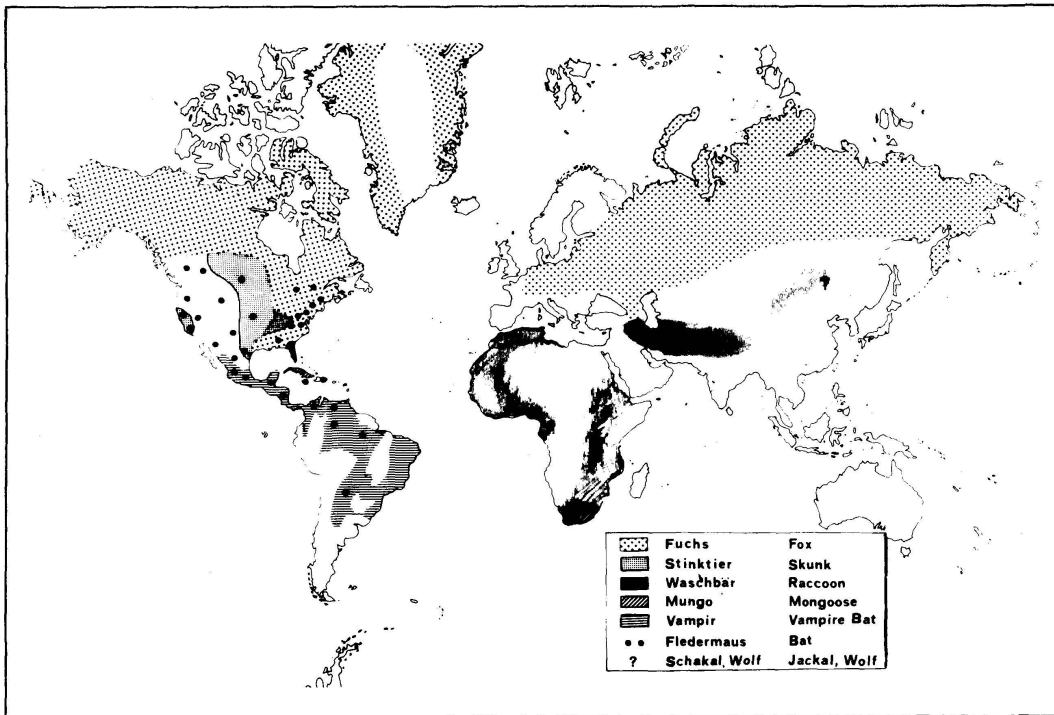 Fuchs Fox
Stinktier Skunk
Waschbär Raccoon
Mungo Mongoose
Vampir Vampire Bat
Fledermaus Bat
? Schakal, Wolf Jackal, Wolf